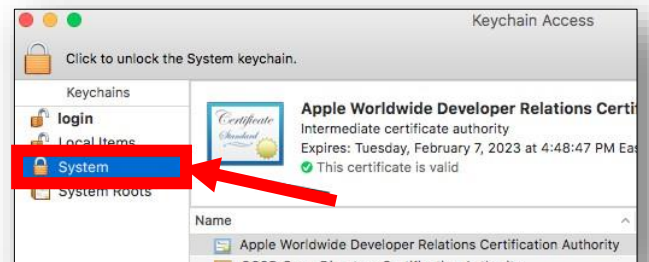 Keychain Access
Click to unlock the System keychain.
Keychains
login
Local Items
System
System Roots
Certificate
Standard
Apple Worldwide Developer Relations Certi
Intermediate certificate authority
Expires: Tuesday, February 7, 2023 at 4:48:47 PM Eas
This certificate is valid
Name
Apple Worldwide Developer Relations Certification Authority